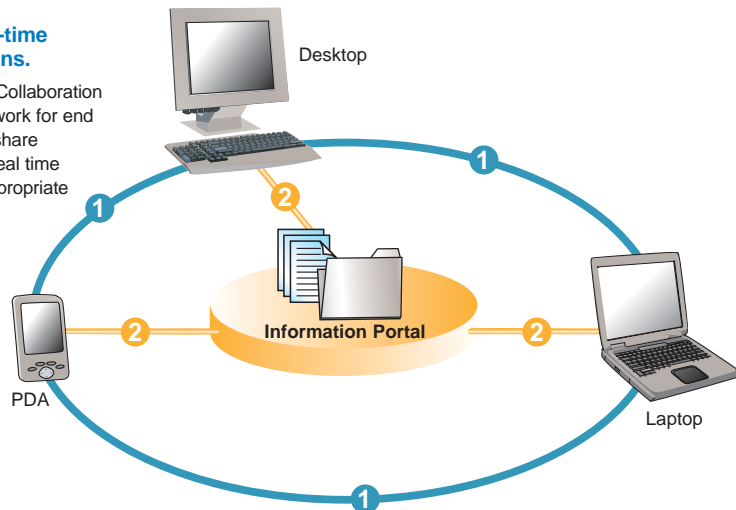 -time
ns.
Collaboration
work for end
share
eal time
propriate
Desktop
1
1
2
2
Information Portal
2
PDA
Laptop
1